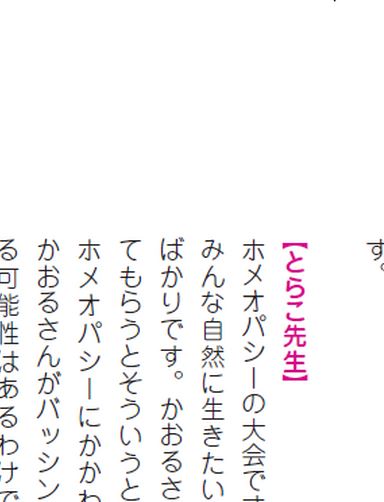 す。
【とらこ先生】
ホメオパシーの大会で
みんな自然に生きたい
ばかりです。かおるさ
てもらうとそういうと
ホメオパシーにかかわ
かおるさんがバッシン
る可能性はあるわけで